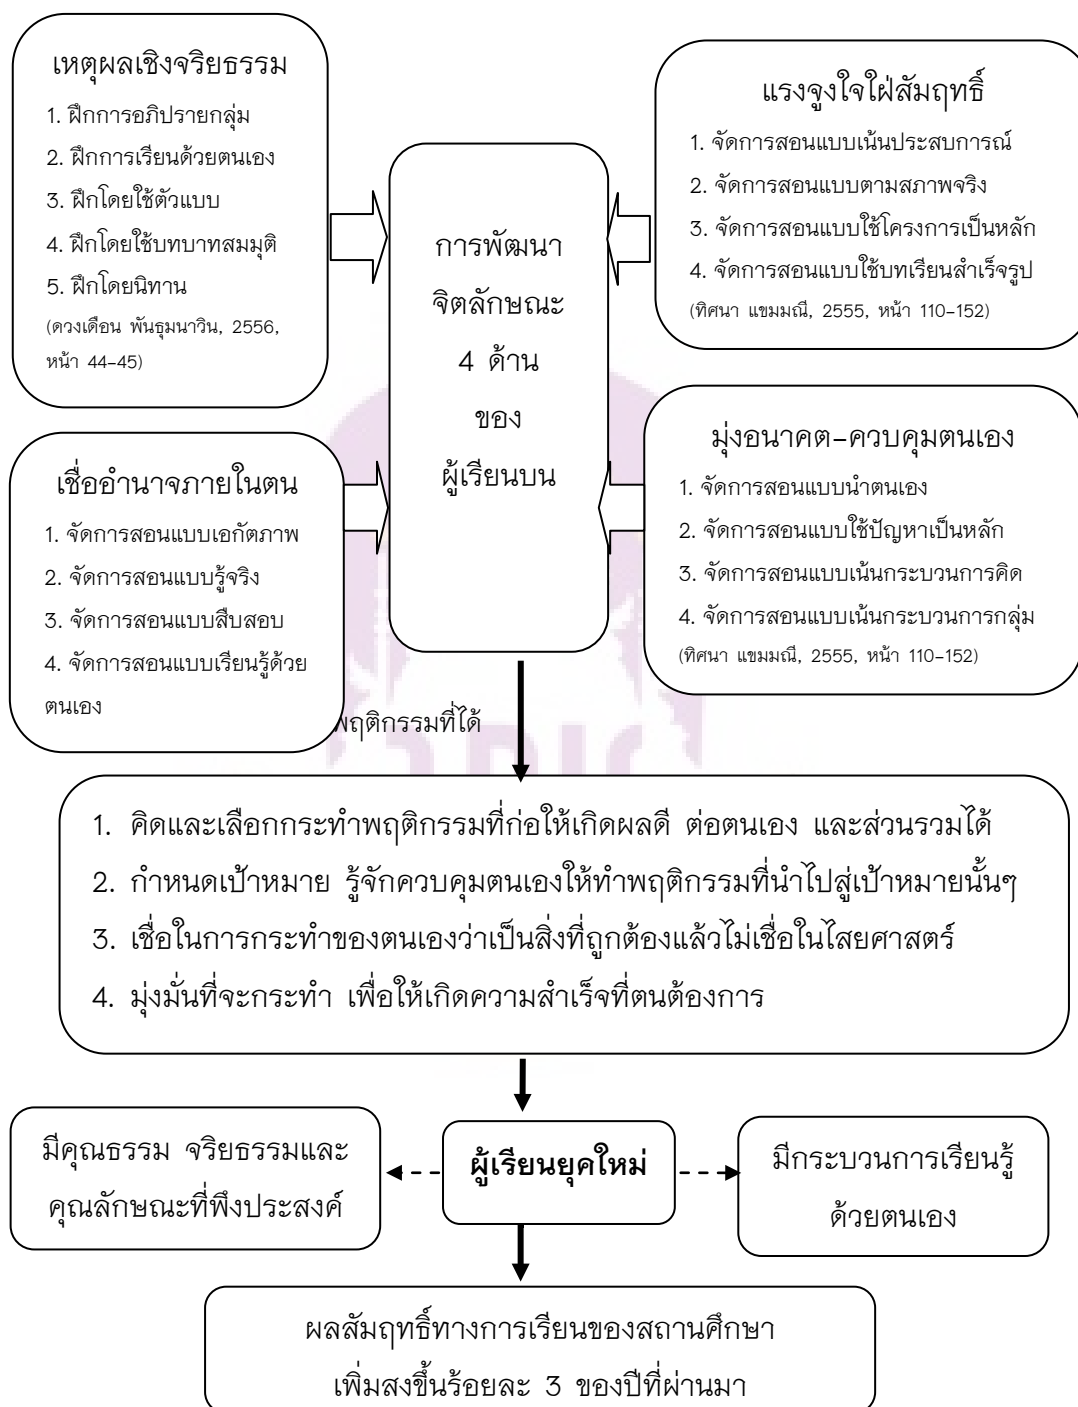 เหตุผลเชิงจริยธรรม
1. ฝึกการอภิปรายกลุ่ม
2. ฝึกการเรียนด้วยตนเอง
3. ฝึกโดยใช้ตัวแบบ
4. ฝึกโดยใช้บทบาทสมมุติ
5. ฝึกโดยนิทาน
(ดวงเดือน พันธุมนาวิน, 2556,
หน้า 44-45)
แรงจูงใจใฝ่สัมฤทธิ์
1. จัดการสอนแบบเน้นประสบการณ์
2. จัดการสอนแบบตามสภาพจริง
3. จัดการสอนแบบใช้โครงการเป็นหลัก
4. จัดการสอนแบบใช้บทเรียนสำเร็จรูป
(ทิศนา แขมมณี, 2555, หน้า 110-152)
การพัฒนา
จิตลักษณะ
4 ด้าน
ของ
ผู้เรียนบน
เชื่ออำนาจภายในตน
1. จัดการสอนแบบเอกัตภาพ
2. จัดการสอนแบบรู้จริง
3. จัดการสอนแบบสืบสอบ
4. จัดการสอนแบบเรียนรู้ด้วย
ตนเอง
มุ่งอนาคต-ควบคุมตนเอง
1. จัดการสอนแบบนำตนเอง
2. จัดการสอนแบบใช้ปัญหาเป็นหลัก
3. จัดการสอนแบบเน้นกระบวนการคิด
4. จัดการสอนแบบเน้นกระบวนการกลุ่ม
(ทิศนา แขมมณี, 2555, หน้า 110-152)
พฤติกรรมที่ได้
1. คิดและเลือกกระทำพฤติกรรมที่ก่อให้เกิดผลดี ต่อตนเอง และส่วนรวมได้
2. กำหนดเป้าหมาย รู้จักควบคุมตนเองให้ทำพฤติกรรมที่นำไปสู่เป้าหมายนั้นๆ
3. เชื่อในการกระทำของตนเองว่าเป็นสิ่งที่ถูกต้องแล้วไม่เชื่อในไสยศาสตร์
4. มุ่งมั่นที่จะกระทำ เพื่อให้เกิดความสำเร็จที่ตนต้องการ
มีคุณธรรม จริยธรรมและ
คุณลักษณะที่พึงประสงค์
ผู้เรียนยุคใหม่
มีกระบวนการเรียนรู้
ด้วยตนเอง
ผลสัมฤทธิ์ทางการเรียนของสถานศึกษา
เพิ่มสงขึ้นร้อยละ 3 ของปีที่ผ่านมา